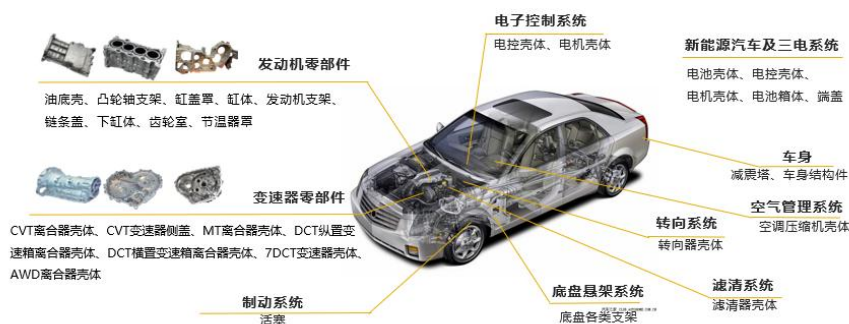 电子控制系统
电控壳体、电机壳体
新能源汽车及三电系统
电池壳体、电控壳体、
电机壳体、电池箱体、端盖
发动机零部件
油底壳、凸轮轴支架、缸盖罩、缸体、发动机支架、
链条盖、下缸体、齿轮室、节温器罩
车身
减震塔、车身结构件
变速器零部件
CVT离合器壳体、CVT变速器侧盖、MT离合器壳体、DCT纵置变
速箱离合器壳体、DCT横置变速箱离合器壳体、7DCT变速器壳体、
AWD离合器壳体
空气管理系统
空调压缩机壳体
转向系统
转向器壳体
滤清系统
滤清器壳体
底盘悬架系统
底盘各类支架
制动系统
活塞